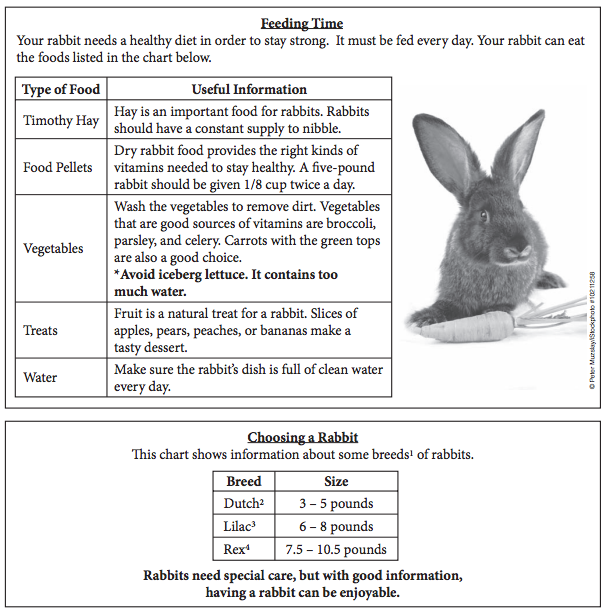 Feeding Time
Your rabbit needs a healthy diet in order to stay strong.  It must be fed every day. Your rabbit can eat
the foods listed in the chart below.
Type of Food Useful Information
Timothy Hay
Hay is an important food for rabbits. Rabbits
should have a constant supply to nibble.
Food Pellets
Dry rabbit food provides the right kinds of
vitamins needed to stay healthy. A five-pound
rabbit should be given 1/8 cup twice a day.
Vegetables
Wash the vegetables to remove dirt. Vegetables
that are good sources of vitamins are broccoli,
parsley, and celery. Carrots with the green tops
are also a good choice.
*Avoid iceberg lettuce. It contains too
much water.
Treats
Fruit is a natural treat for a rabbit. Slices of
apples, pears, peaches, or bananas make a
tasty dessert.
Water
Make sure the rabbit's dish is full of clean water
every day.
© Peter Muzslay/iStockphoto #10211258
Choosing a Rabbit
This chart shows information about some breeds¹ of rabbits.
Breed Size
Dutch² 3 – 5 pounds
Lilac³ 6 – 8 pounds
Rex⁴ 7.5 – 10.5 pounds
Rabbits need special care, but with good information,
having a rabbit can be enjoyable.